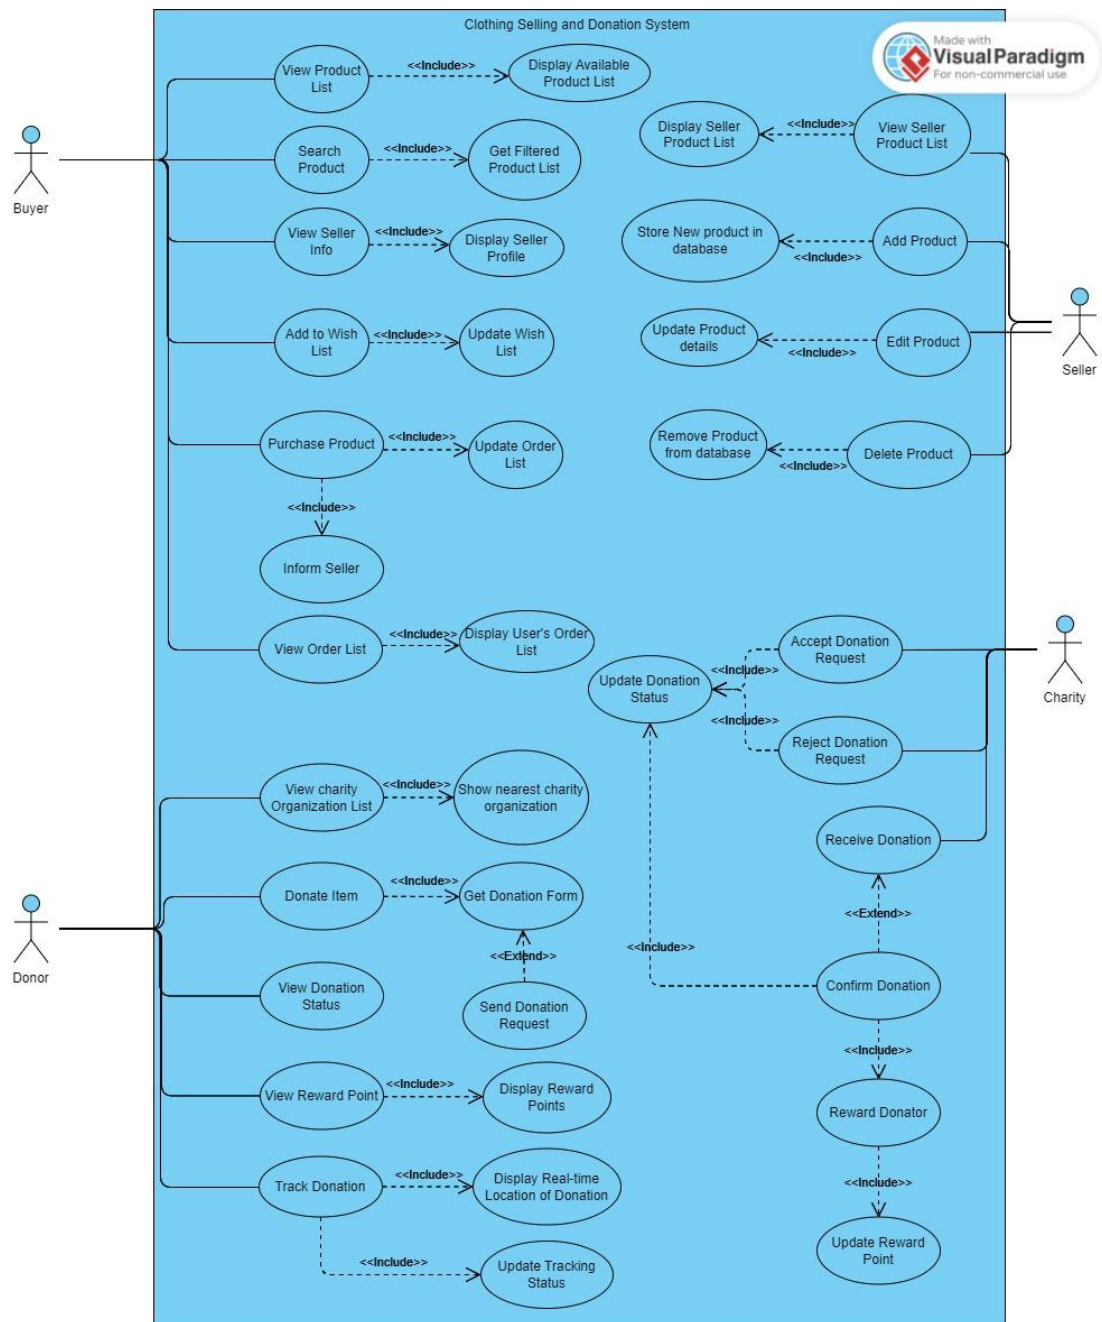 Clothing Selling and Donation System
Made with
VisualParadigm
For non-commercial use
View Product
List
<<Include>>
Display Available
Product List
Display Seller
Product List
<<Include>>
View Seller
Product List
Search
Product
<<Include>>
Get Filtered
Product List
Buyer
View Seller
Info
<<Include>>
Display Seller
Profile
Store New product in
database
<<Include>>
Add Product
Add to Wish
List
<<Include>>
Update Wish
List
Update Product
details
<<Include>>
Edit Product
Seller
Purchase Product
<<Include>>
Update Order
List
Remove Product
from database
<<Include>>
Delete Product
<<Include>>
Inform Seller
View Order List
<<Include>>
Display User's Order
List
Accept Donation
Request
<<Include>>
Update Donation
Status
Charity
<<Include>>
Reject Donation
Request
View charity
Organization List
<<Include>>
Show nearest charity
organization
Receive Donation
Donate Item
<<Include>>
Get Donation Form
<<Extend>>
Donor
<<Extend>>
<<Include>>
View Donation
Status
Send Donation
Request
Confirm Donation
<<Include>>
View Reward Point
<<Include>>
Display Reward
Points
Reward Donator
Track Donation
<<Include>>
Display Real-time
Location of Donation
<<Include>>
<<Include>>
Update Tracking
Status
Update Reward
Point